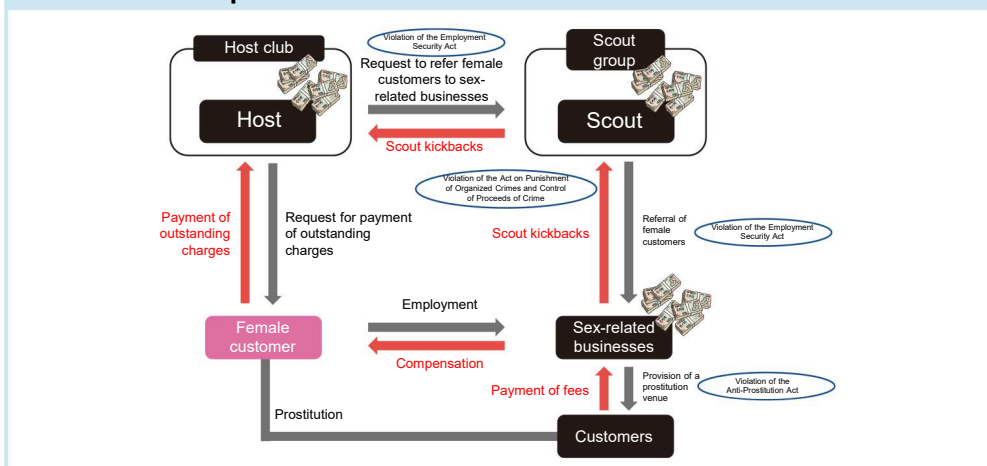 Host club
Host
Violation of the Employment
Security Act
Request to refer female
customers to sex-
related businesses
Scout kickbacks
Scout
group
Scout
Violation of the Act on Punishment
of Organized Crimes and Control
of Proceeds of Crime
Payment of
outstanding
charges
Request for payment
of outstanding
charges
Scout kickbacks
Referral of
female
customers
Violation of the Employment
Security Act
Female
customer
Employment
Compensation
Sex-related
businesses
Payment of fees
Provision of a
prostitution
venue
Violation of the
Anti-Prostitution Act
Prostitution
Customers